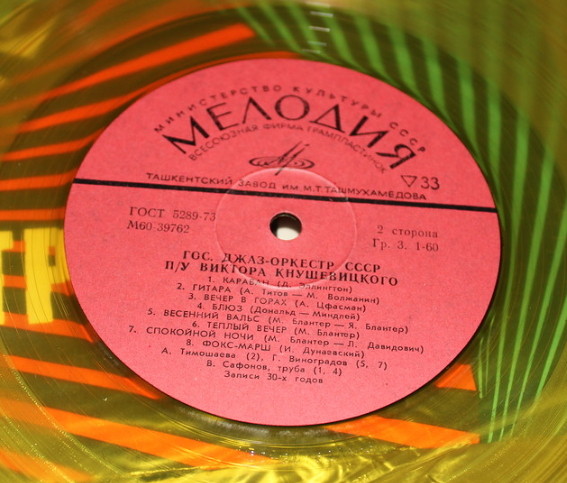 МИНИСТЕРСТВО КУЛЬТУРЫ СССР
МЕЛОДИЯ
ВСЕСОЮЗНАЯ ФИРМА ГРАМПЛАСТИНОК
33
ТАШКЕНТСКИЙ ЗАВОД ИМ. М.Т. ТАШМУХАМЕДОВА
ГОСТ 5289-73
М60 39762
2 сторона
Гр. 3. 1-60
ГОС. ДЖАЗ-ОРКЕСТР СССР
П/У ВИКТОРА КНУШЕВИЦКОГО
1. КАРАВАН (Д. Эллингтон)
2. ГИТАРА (А. Титов — М. Волжанин)
3. ВЕЧЕР В ГОРАХ (А. Цфасман)
4. БЛЮЗ (Дональд — Миндлей)
5. ВЕСЕННИЙ ВАЛЬС (М. Блантер — Я. Блантер)
6. ТЕПЛЫЙ ВЕЧЕР (М. Блантер)
7. СПОКОЙНОЙ НОЧИ (М. Блантер — Л. Давидович)
8. ФОКС-МАРШ (И. Дунаевский)
А. Тимошаева (2), Г. Виноградов (5, 7)
В. Сафонов, труба (1, 4)
Записи 30-х годов